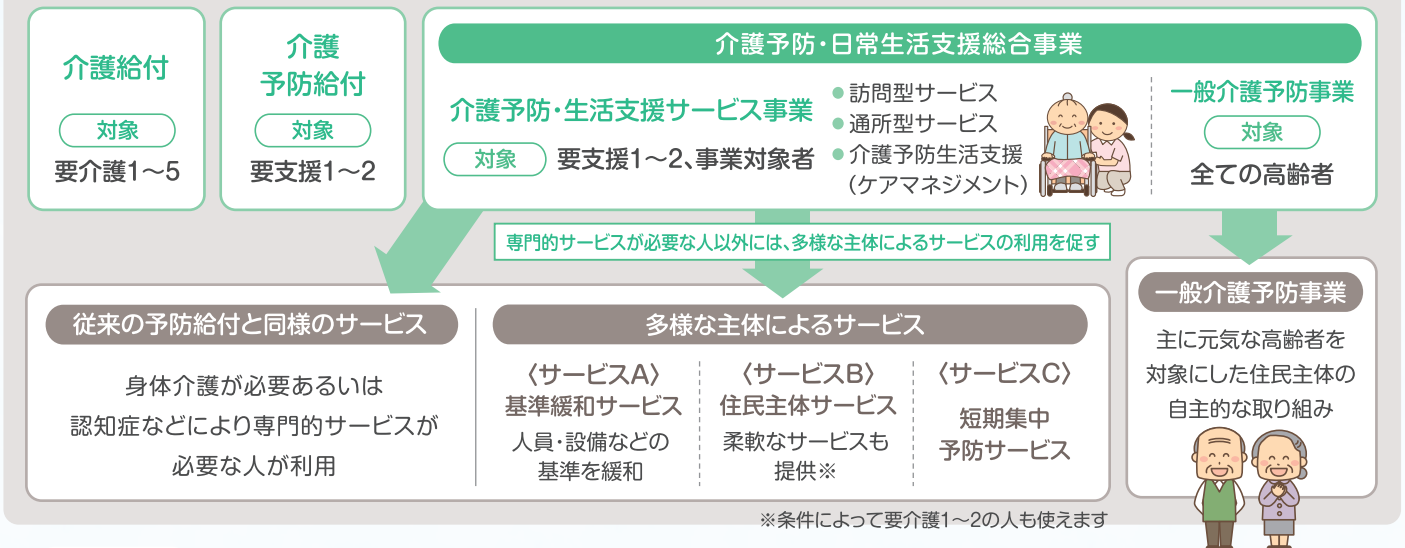 介護給付
対象
要介護1〜5
介護
予防給付
対象
要支援1〜2
介護予防・日常生活支援総合事業
介護予防・生活支援サービス事業
対象 要支援1〜2、事業対象者
●訪問型サービス
●通所型サービス
●介護予防生活支援
(ケアマネジメント)
一般介護予防事業
対象
全ての高齢者
専門的サービスが必要な人以外には、多様な主体によるサービスの利用を促す
従来の予防給付と同様のサービス
身体介護が必要あるいは
認知症などにより専門的サービスが
必要な人が利用
多様な主体によるサービス
〈サービスA〉
基準緩和サービス
人員・設備などの
基準を緩和
〈サービスB〉
住民主体サービス
柔軟なサービスも
提供※
〈サービスC〉
短期集中
予防サービス
※条件によって要介護1〜2の人も使えます
一般介護予防事業
主に元気な高齢者を
対象にした住民主体の
自主的な取り組み